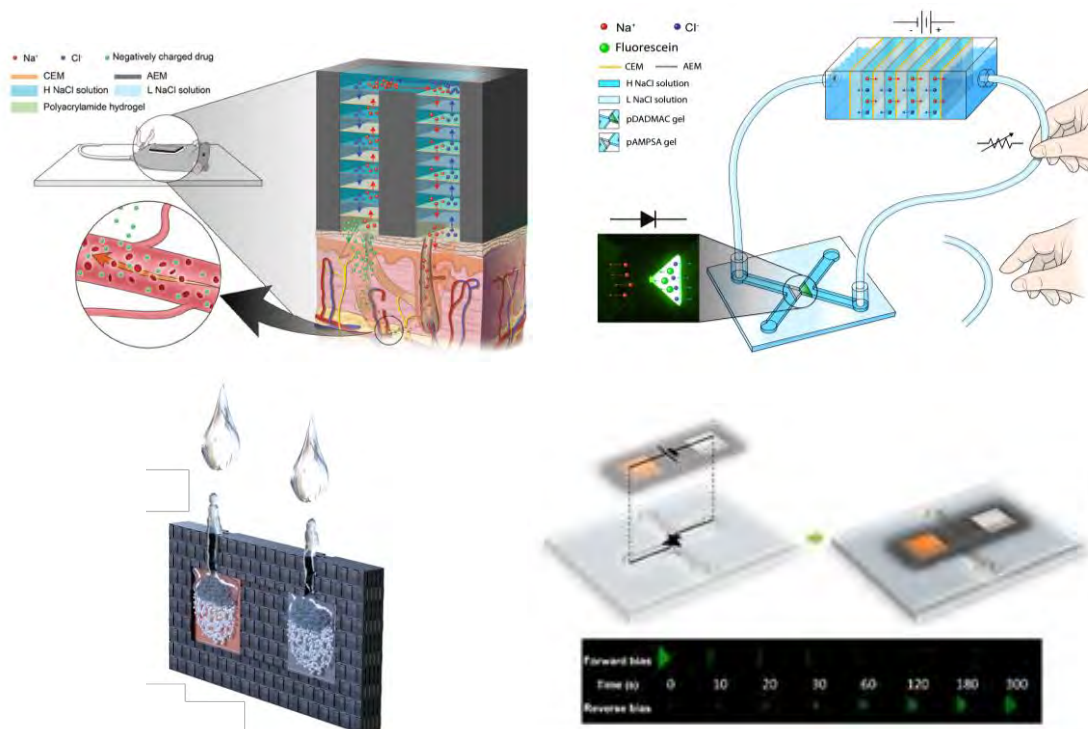 Na⁺ Cl⁻ Negatively charged drug
CEM AEM
H NaCl solution L NaCl solution
Polyacrylamide hydrogel
Na⁺ Cl⁻
Fluorescein
CEM AEM
H NaCl solution
L NaCl solution
pDADMAC gel
pAMPSA gel
- +
Forward bias
Time (s) 0 10 20 30 60 120 180 300
Reverse bias